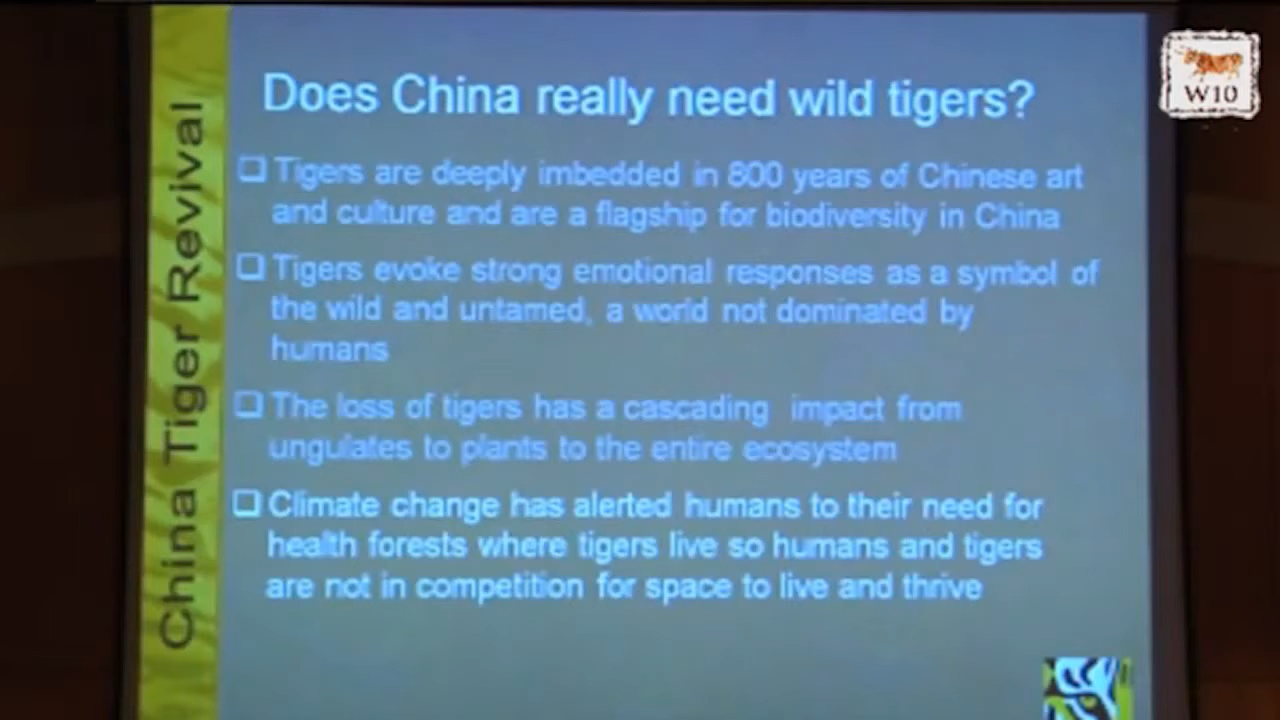 Does China really need wild tigers?
Tigers are deeply imbedded in 800 years of Chinese art
and culture and are a flagship for biodiversity in China
Tigers evoke strong emotional responses as a symbol of
the wild and untamed, a world not dominated by
humans
The loss of tigers has a cascading impact from
ungulates to plants to the entire ecosystem
Climate change has alerted humans to their need for
health forests where tigers live so humans and tigers
are not in competition for space to live and thrive
China Tiger Revival
W10